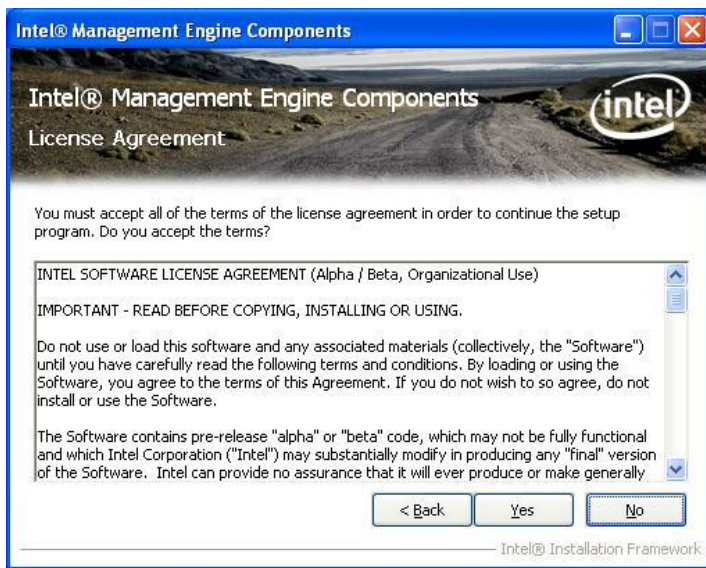 Intel® Management Engine Components
Intel® Management Engine Components
intel
License Agreement
You must accept all of the terms of the license agreement in order to continue the setup
program. Do you accept the terms?
INTEL SOFTWARE LICENSE AGREEMENT (Alpha / Beta, Organizational Use)
IMPORTANT - READ BEFORE COPYING, INSTALLING OR USING.
Do not use or load this software and any associated materials (collectively, the "Software")
until you have carefully read the following terms and conditions. By loading or using the
Software, you agree to the terms of this Agreement. If you do not wish to so agree, do not
install or use the Software.
The Software contains pre-release "alpha" or "beta" code, which may not be fully functional
and which Intel Corporation ("Intel") may substantially modify in producing any "final" version
of the Software.  Intel can provide no assurance that it will ever produce or make generally
< Back
Yes
No
Intel® Installation Framework